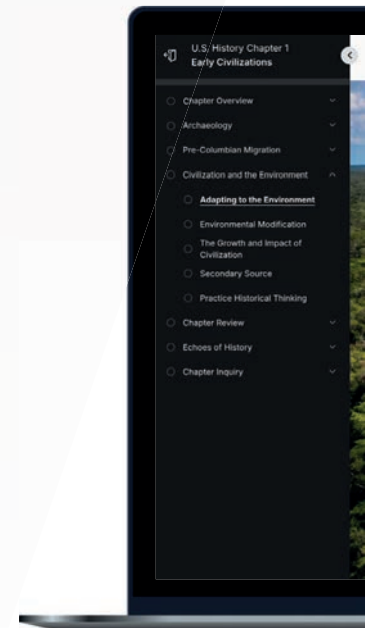 U.S. History Chapter 1
Early Civilizations
Chapter Overview
Archaeology
Pre-Columbian Migration
Civilization and the Environment
Adapting to the Environment
Environmental Modification
The Growth and Impact of
Civilization
Secondary Source
Practice Historical Thinking
Chapter Review
Echoes of History
Chapter Inquiry